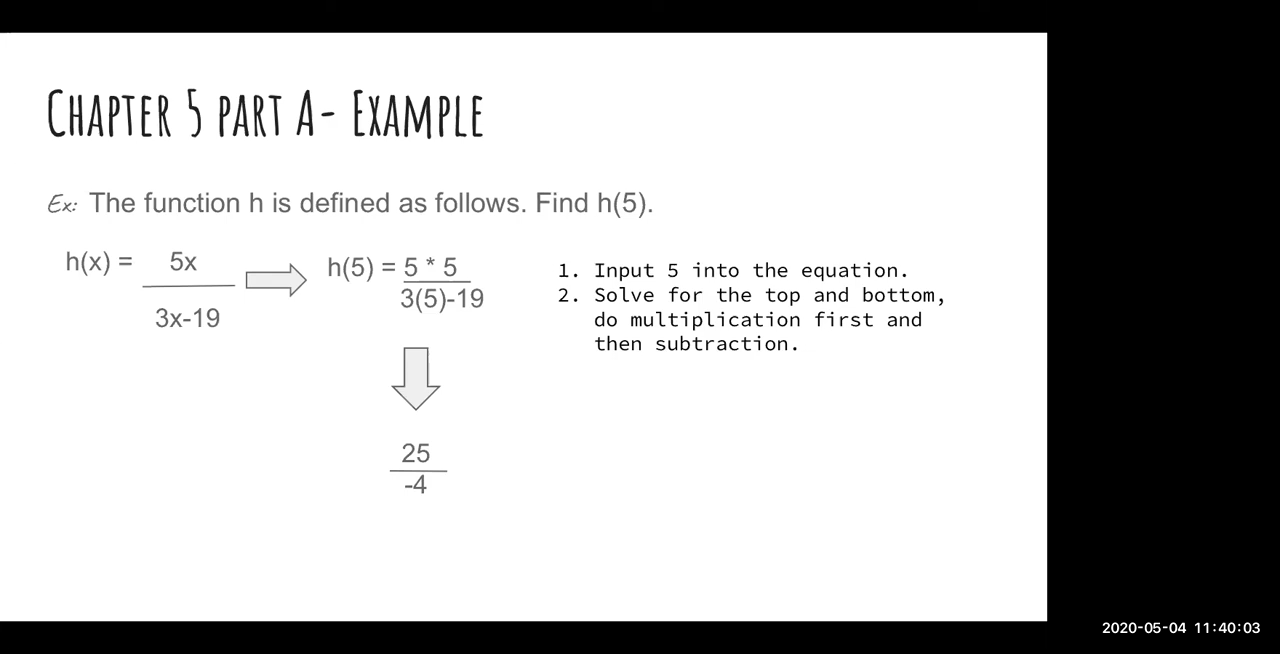 Chapter 5 part A- Example
Ex: The function h is defined as follows. Find h(5).
h(x) = 5x
3x-19
h(5) = 5 * 5
3(5)-19
1. Input 5 into the equation.
2. Solve for the top and bottom,
do multiplication first and
then subtraction.
25
-4
2020-05-04 11:40:03